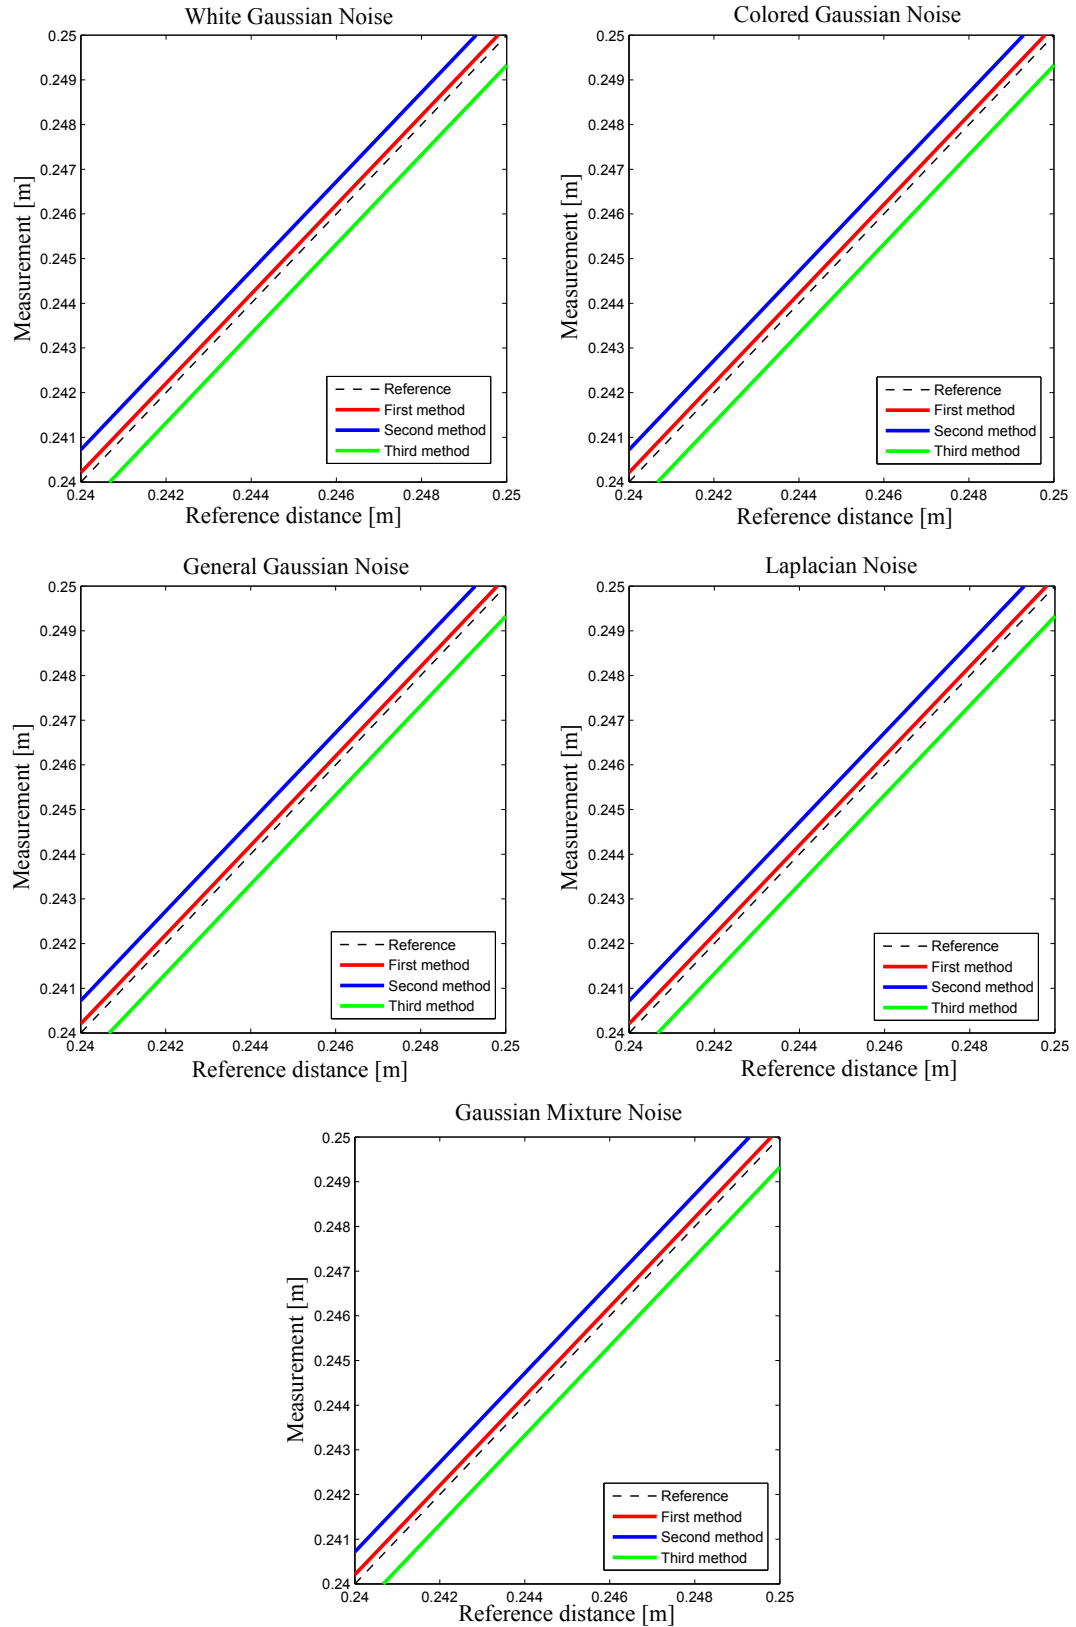 White Gaussian Noise
0.25
0.249
0.248
0.247
0.246
0.245
0.244
0.243
0.242
0.241
0.24
Measurement [m]
Reference
First method
Second method
Third method
0.24 0.242 0.244 0.246 0.248 0.25
Reference distance [m]
Colored Gaussian Noise
0.25
0.249
0.248
0.247
0.246
0.245
0.244
0.243
0.242
0.241
0.24
Measurement [m]
Reference
First method
Second method
Third method
0.24 0.242 0.244 0.246 0.248 0.25
Reference distance [m]
General Gaussian Noise
0.25
0.249
0.248
0.247
0.246
0.245
0.244
0.243
0.242
0.241
0.24
Measurement [m]
Reference
First method
Second method
Third method
0.24 0.242 0.244 0.246 0.248 0.25
Reference distance [m]
Laplacian Noise
0.25
0.249
0.248
0.247
0.246
0.245
0.244
0.243
0.242
0.241
0.24
Measurement [m]
Reference
First method
Second method
Third method
0.24 0.242 0.244 0.246 0.248 0.25
Reference distance [m]
Gaussian Mixture Noise
0.25
0.249
0.248
0.247
0.246
0.245
0.244
0.243
0.242
0.241
0.24
Measurement [m]
Reference
First method
Second method
Third method
0.24 0.242 0.244 0.246 0.248 0.25
Reference distance [m]